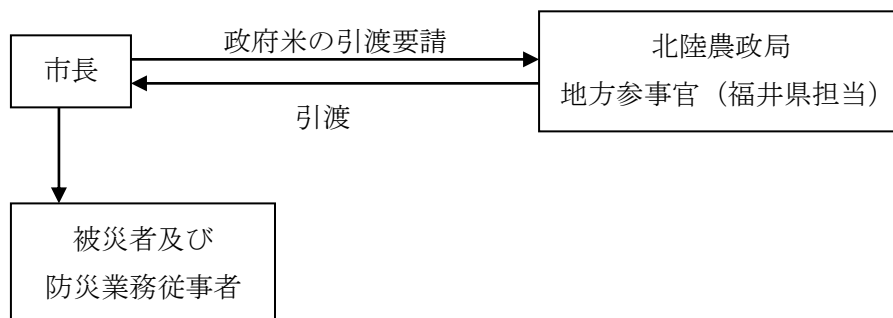 政府米の引渡要請
市長
北陸農政局
地方参事官（福井県担当）
引渡
被災者及び
防災業務従事者